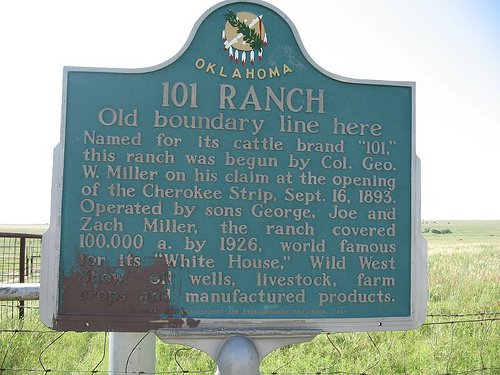 OKLAHOMA
101 RANCH
Old boundary line here
Named for its cattle brand "101,"
this ranch was begun by Col. Geo.
W. Miller on his claim at the opening
of the Cherokee Strip, Sept. 16, 1893.
Operated by sons George, Joe and
Zach Miller, the ranch covered
100,000 a. by 1926, world famous
for its "White House," Wild West
Show, oil wells, livestock, farm
crops and manufactured products.